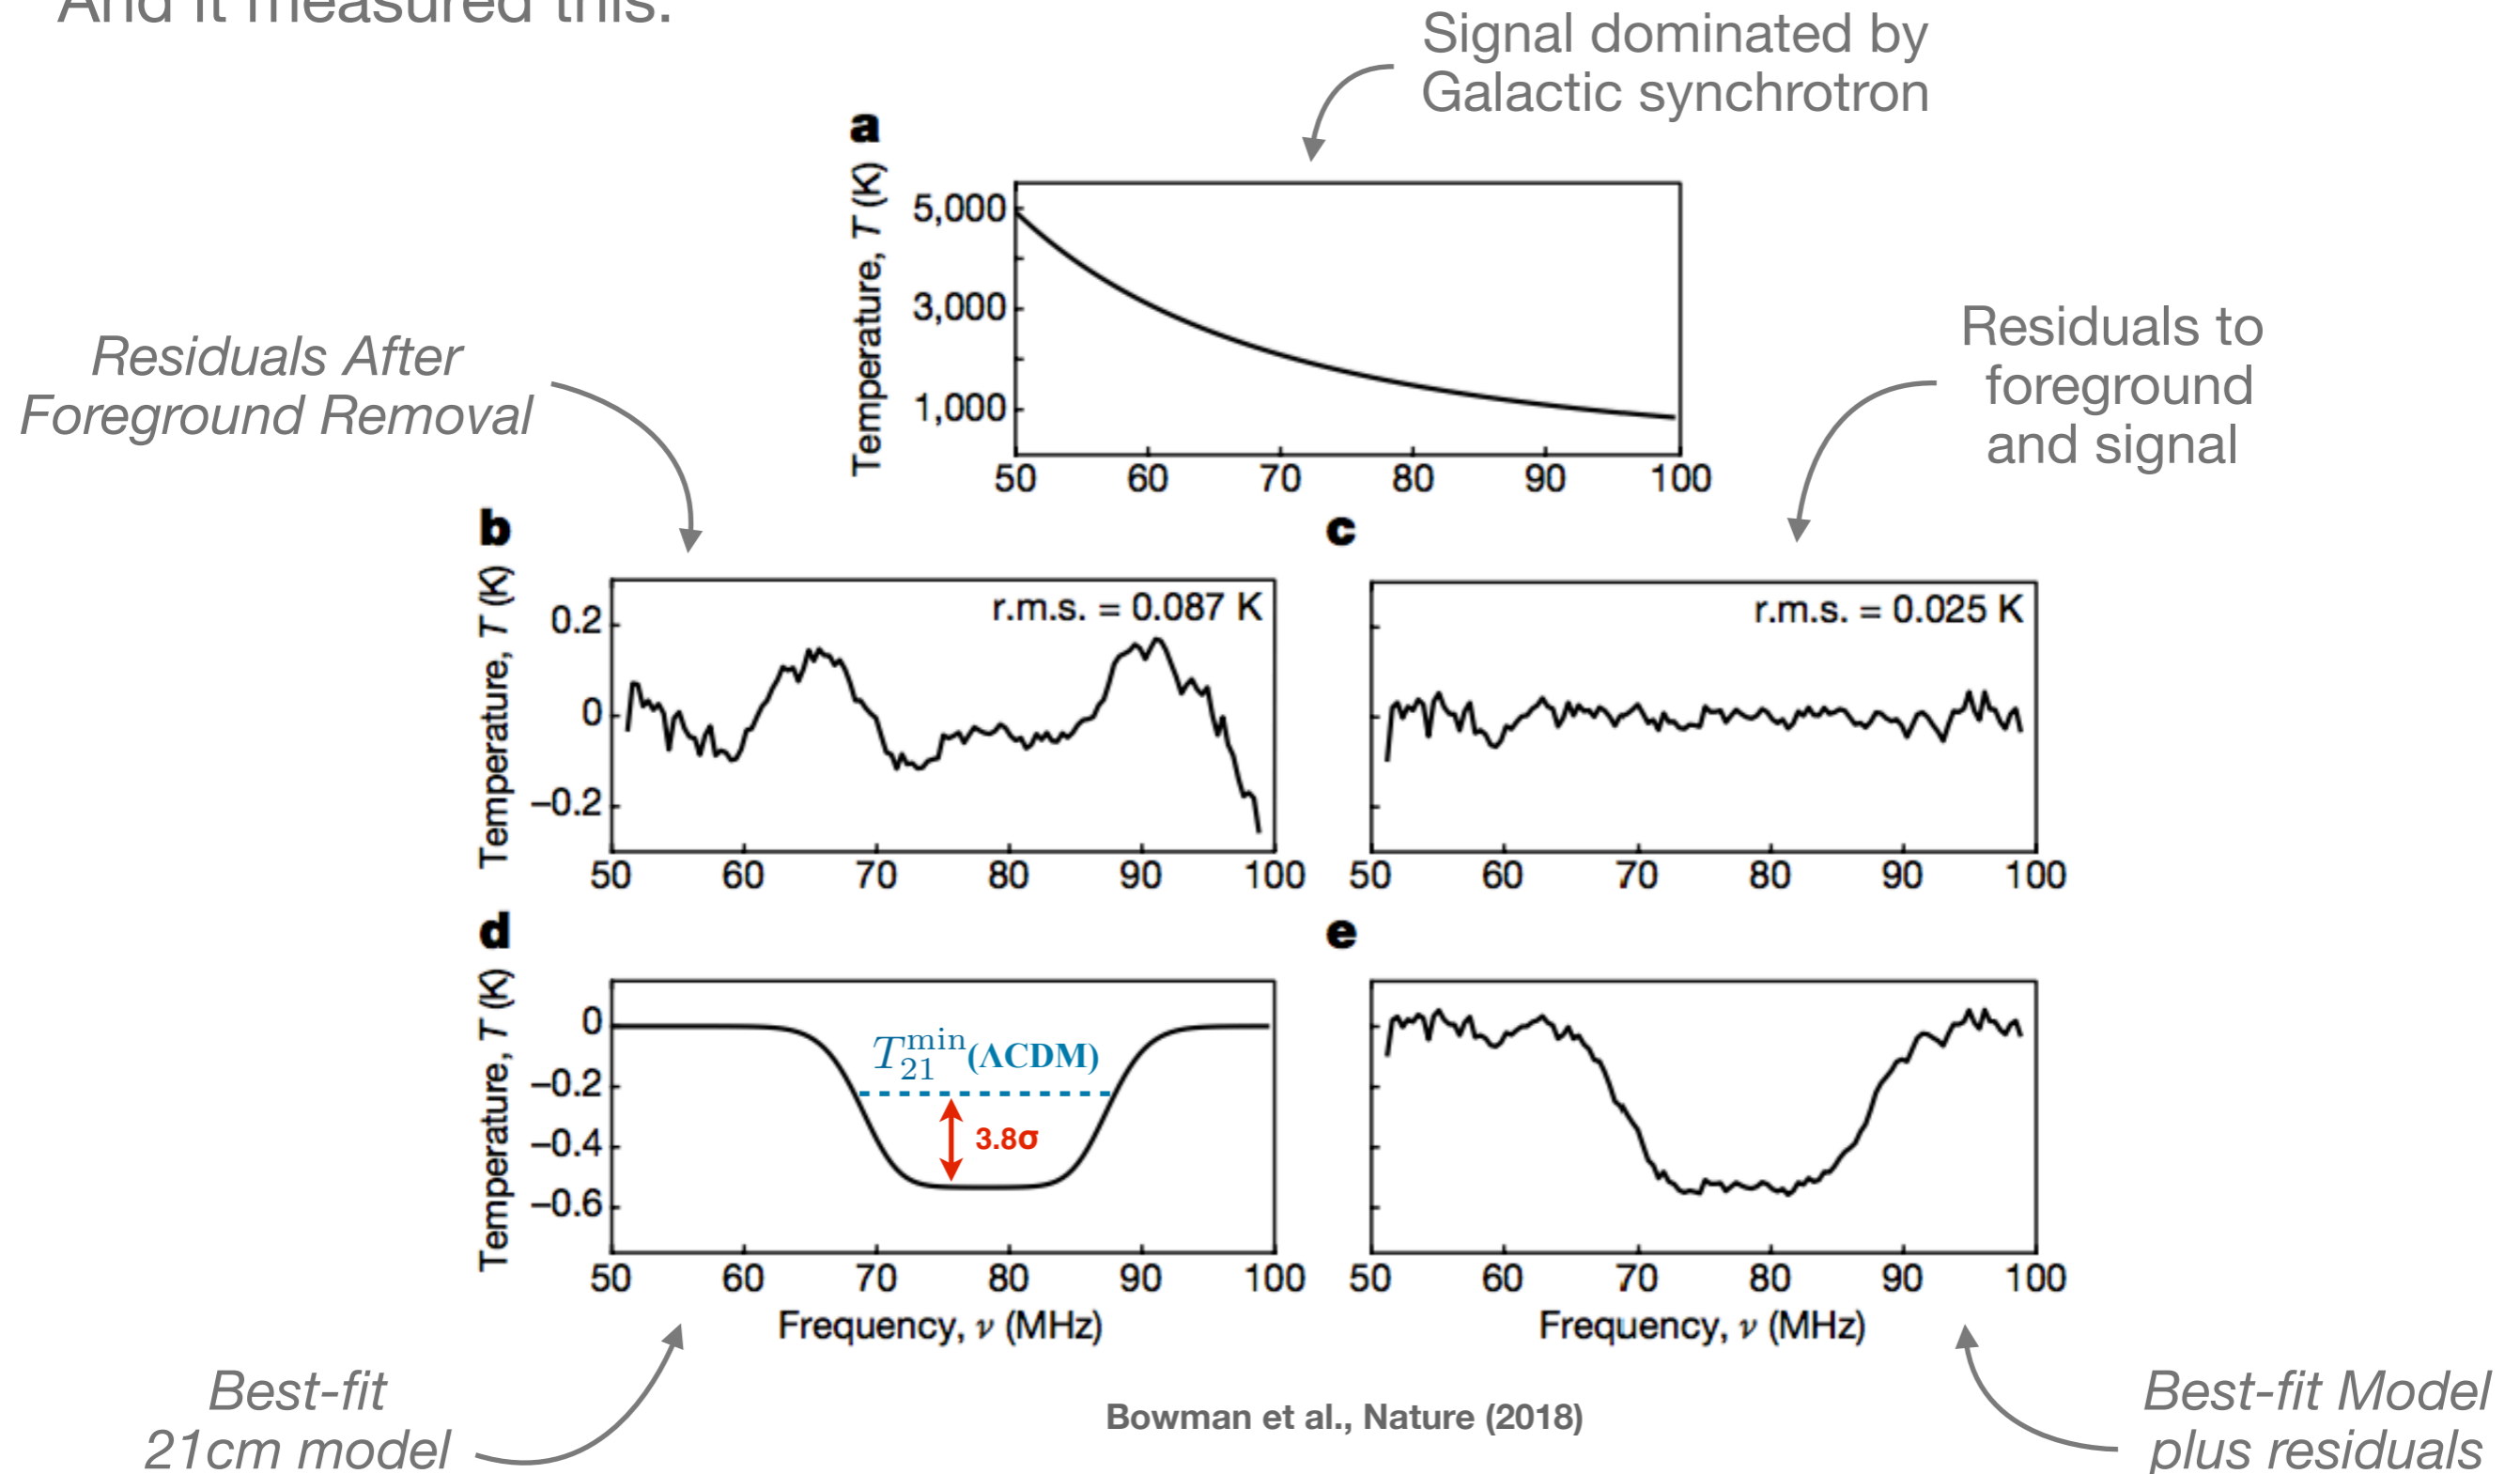 And it measured this:
Signal dominated by
Galactic synchrotron
a
Temperature, T (K)
5,000
3,000
1,000
50 60 70 80 90 100
Residuals After
Foreground Removal
Residuals to
foreground
and signal
b
Temperature, T (K)
0.2
0
−0.2
r.m.s. = 0.087 K
50 60 70 80 90 100
c
r.m.s. = 0.025 K
50 60 70 80 90 100
d
Temperature, T (K)
0
−0.2
−0.4
−0.6
T₂₁ᵐⁱⁿ(ΛCDM)
3.8σ
50 60 70 80 90 100
Frequency, ν (MHz)
e
50 60 70 80 90 100
Frequency, ν (MHz)
Best-fit
21cm model
Bowman et al., Nature (2018)
Best-fit Model
plus residuals